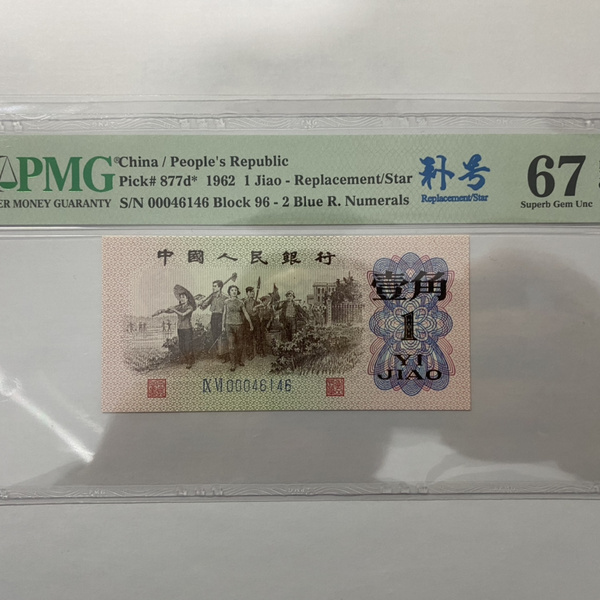 PMG
China / People's Republic
Pick# 877d* 1962 1 Jiao - Replacement/Star
S/N 00046146 Block 96 - 2 Blue R. Numerals
ER MONEY GUARANTY
补号
Replacement/Star
67
Superb Gem Unc
中國人民銀行
壹角
1
YI
JIAO
IX VI 00046146